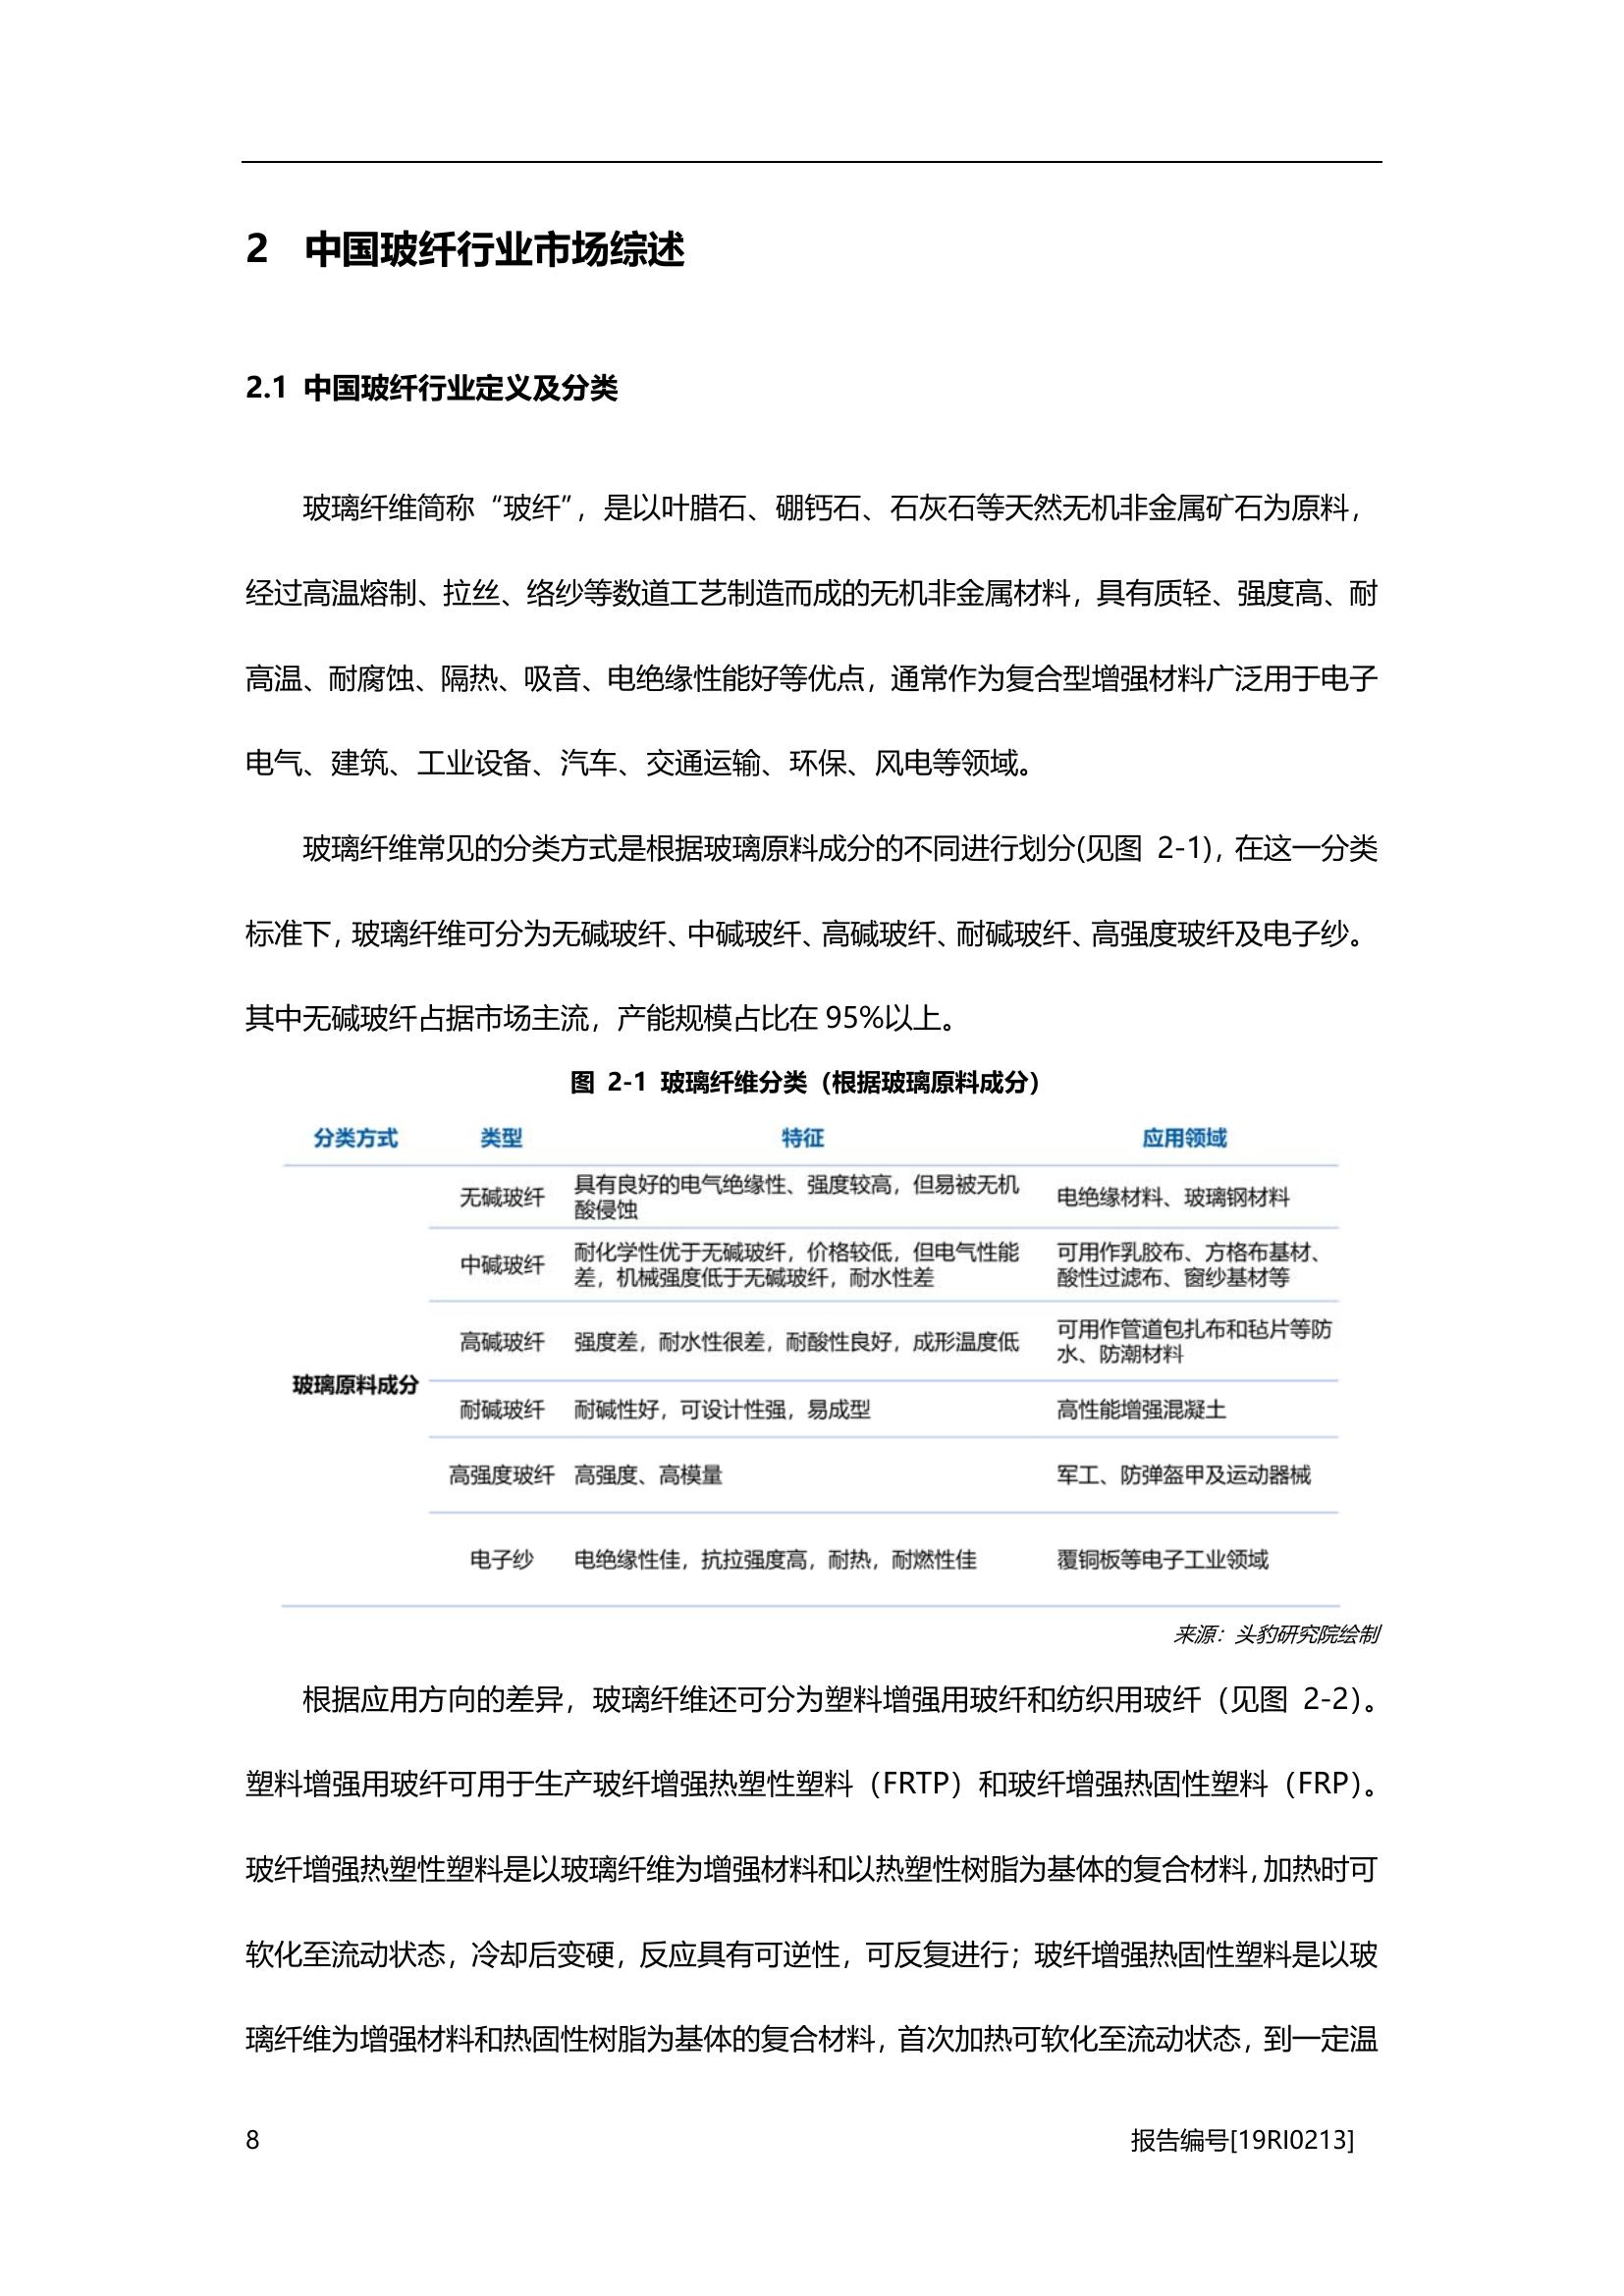 2 中国玻纤行业市场综述
2.1 中国玻纤行业定义及分类
玻璃纤维简称“玻纤”，是以叶腊石、硼钙石、石灰石等天然无机非金属矿石为原料，
经过高温熔制、拉丝、络纱等数道工艺制造而成的无机非金属材料，具有质轻、强度高、耐
高温、耐腐蚀、隔热、吸音、电绝缘性能好等优点，通常作为复合型增强材料广泛用于电子
电气、建筑、工业设备、汽车、交通运输、环保、风电等领域。
玻璃纤维常见的分类方式是根据玻璃原料成分的不同进行划分(见图 2-1)，在这一分类
标准下，玻璃纤维可分为无碱玻纤、中碱玻纤、高碱玻纤、耐碱玻纤、高强度玻纤及电子纱。
其中无碱玻纤占据市场主流，产能规模占比在 95%以上。
图 2-1 玻璃纤维分类（根据玻璃原料成分）
分类方式 类型 特征 应用领域
无碱玻纤 具有良好的电气绝缘性、强度较高，但易被无机
酸侵蚀 电绝缘材料、玻璃钢材料
中碱玻纤 耐化学性优于无碱玻纤，价格较低，但电气性能 可用作乳胶布、方格布基材、
差，机械强度低于无碱玻纤，耐水性差 酸性过滤布、窗纱基材等
高碱玻纤 强度差，耐水性很差，耐酸性良好，成形温度低 可用作管道包扎布和毡片等防
水、防潮材料
玻璃原料成分
耐碱玻纤 耐碱性好，可设计性强，易成型 高性能增强混凝土
高强度玻纤 高强度、高模量 军工、防弹盔甲及运动器械
电子纱 电绝缘性佳，抗拉强度高，耐热，耐燃性佳 覆铜板等电子工业领域
来源：头豹研究院绘制
根据应用方向的差异，玻璃纤维还可分为塑料增强用玻纤和纺织用玻纤（见图 2-2）。
塑料增强用玻纤可用于生产玻纤增强热塑性塑料（FRTP）和玻纤增强热固性塑料（FRP）。
玻纤增强热塑性塑料是以玻璃纤维为增强材料和以热塑性树脂为基体的复合材料，加热时可
软化至流动状态，冷却后变硬，反应具有可逆性，可反复进行；玻纤增强热固性塑料是以玻
璃纤维为增强材料和热固性树脂为基体的复合材料，首次加热可软化至流动状态，到一定温
8 报告编号[19RI0213]